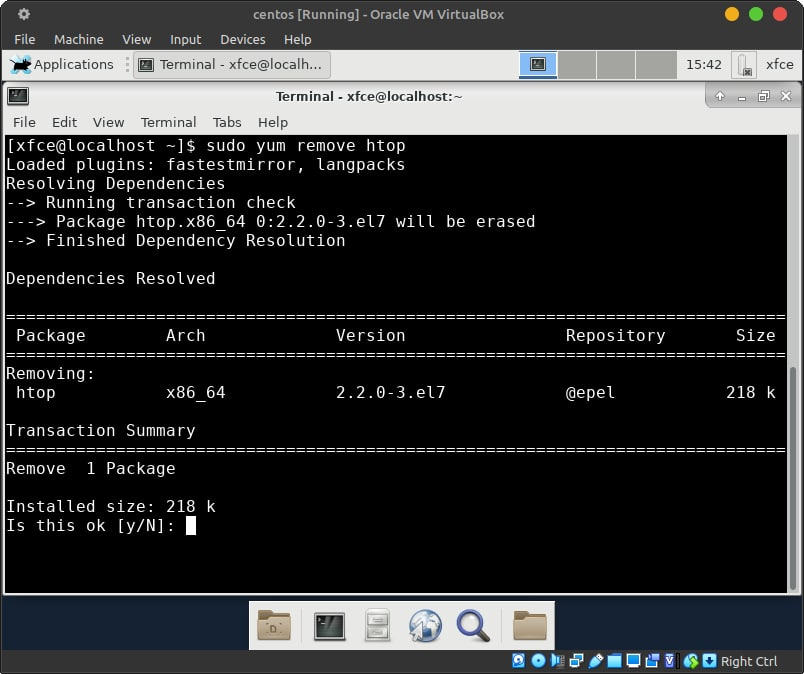 centos [Running] - Oracle VM VirtualBox
File Machine View Input Devices Help
Applications Terminal - xfce@localh... 15:42 xfce
Terminal - xfce@localhost:~
File Edit View Terminal Tabs Help
[xfce@localhost ~]$ sudo yum remove htop
Loaded plugins: fastestmirror, langpacks
Resolving Dependencies
--> Running transaction check
---> Package htop.x86_64 0:2.2.0-3.el7 will be erased
--> Finished Dependency Resolution
Dependencies Resolved
================================================================================
Package Arch Version Repository Size
================================================================================
Removing:
htop x86_64 2.2.0-3.el7 @epel 218 k
Transaction Summary
================================================================================
Remove 1 Package
Installed size: 218 k
Is this ok [y/N]:
Right Ctrl